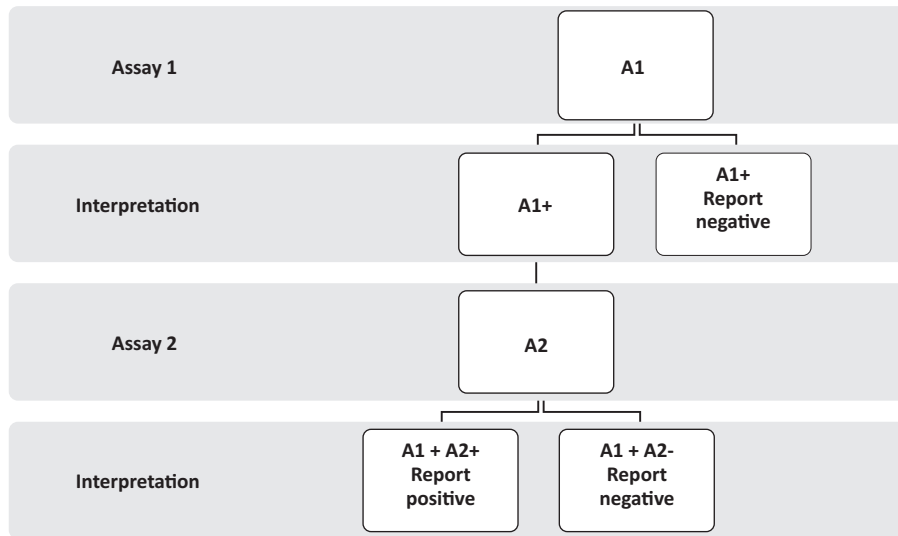 Assay 1
A1
Interpretation
A1+
A1+
Report
negative
Assay 2
A2
Interpretation
A1 + A2+
Report
positive
A1 + A2-
Report
negative